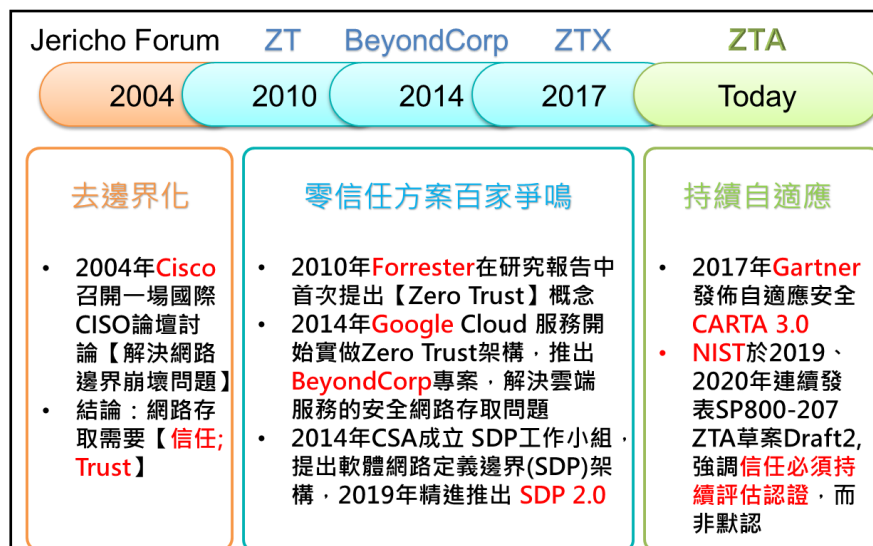 Jericho Forum ZT BeyondCorp ZTX ZTA
2004 2010 2014 2017 Today
去邊界化
• 2004年Cisco
召開一場國際
CISO論壇討
論【解決網路
邊界崩壞問題】
• 結論：網路存
取需要【信任;
Trust】
零信任方案百家爭鳴
• 2010年Forrester在研究報告中
首次提出【Zero Trust】概念
• 2014年Google Cloud 服務開
始實做Zero Trust架構，推出
BeyondCorp專案，解決雲端
服務的安全網路存取問題
• 2014年CSA成立 SDP工作小組，
提出軟體網路定義邊界(SDP)架
構，2019年精進推出 SDP 2.0
持續自適應
• 2017年Gartner
發佈自適應安全
CARTA 3.0
• NIST於2019、
2020年連續發
表SP800-207
ZTA草案Draft2,
強調信任必須持
續評估認證，而
非默認